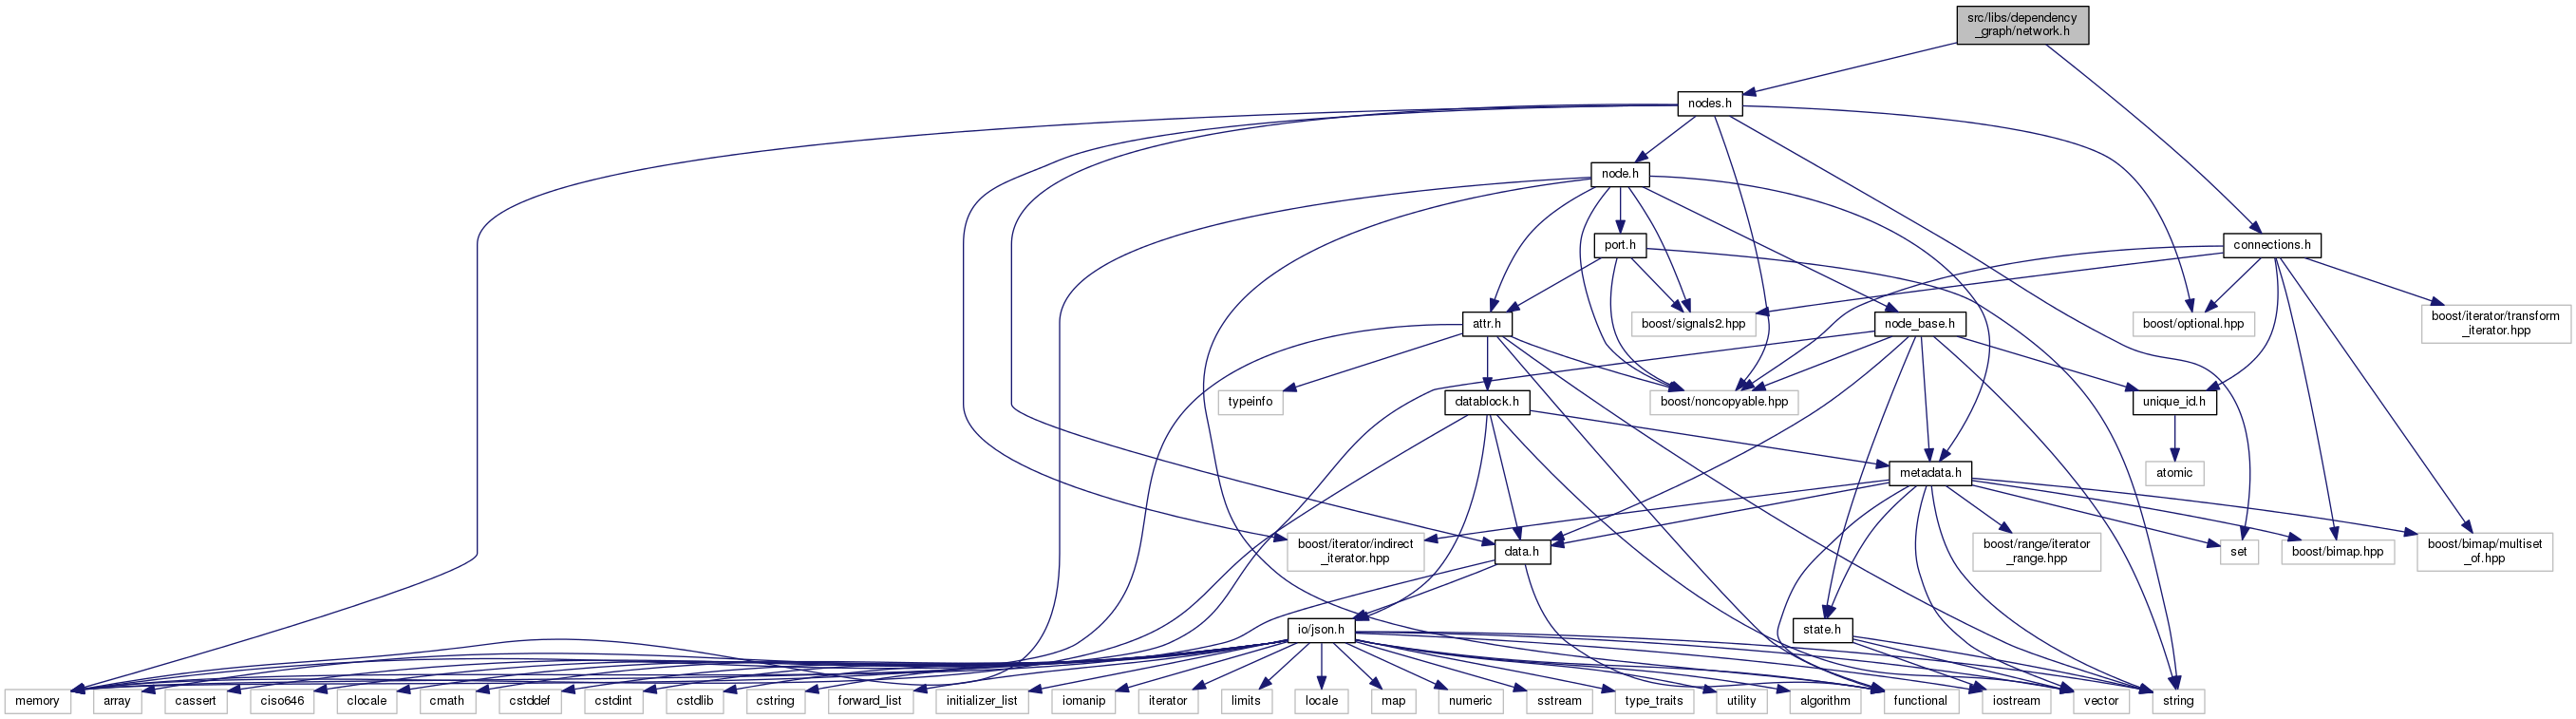 src/libs/dependency
_graph/network.h
nodes.h
node.h
port.h
connections.h
attr.h
boost/signals2.hpp
node_base.h
boost/optional.hpp
boost/iterator/transform
_iterator.hpp
typeinfo
datablock.h
boost/noncopyable.hpp
unique_id.h
metadata.h
atomic
boost/iterator/indirect
_iterator.hpp
data.h
boost/range/iterator
_range.hpp
set
boost/bimap.hpp
boost/bimap/multiset
_of.hpp
io/json.h
state.h
memory
array
cassert
ciso646
clocale
cmath
cstddef
cstdint
cstdlib
cstring
forward_list
initializer_list
iomanip
iterator
limits
locale
map
numeric
sstream
type_traits
utility
algorithm
functional
iostream
vector
string